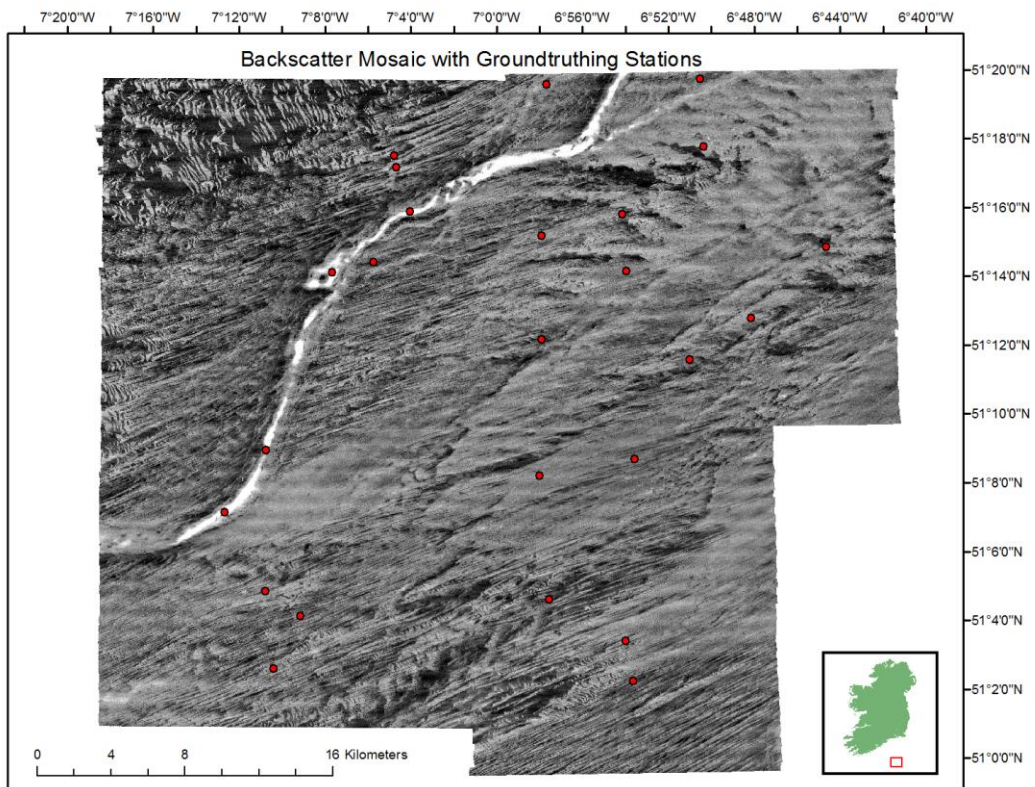 7°20'0"W 7°16'0"W 7°12'0"W 7°8'0"W 7°4'0"W 7°0'0"W 6°56'0"W 6°52'0"W 6°48'0"W 6°44'0"W 6°40'0"W
Backscatter Mosaic with Groundtruthing Stations
51°20'0"N
51°18'0"N
51°16'0"N
51°14'0"N
51°12'0"N
51°10'0"N
51°8'0"N
51°6'0"N
51°4'0"N
51°2'0"N
51°0'0"N
0 4 8 16 Kilometers